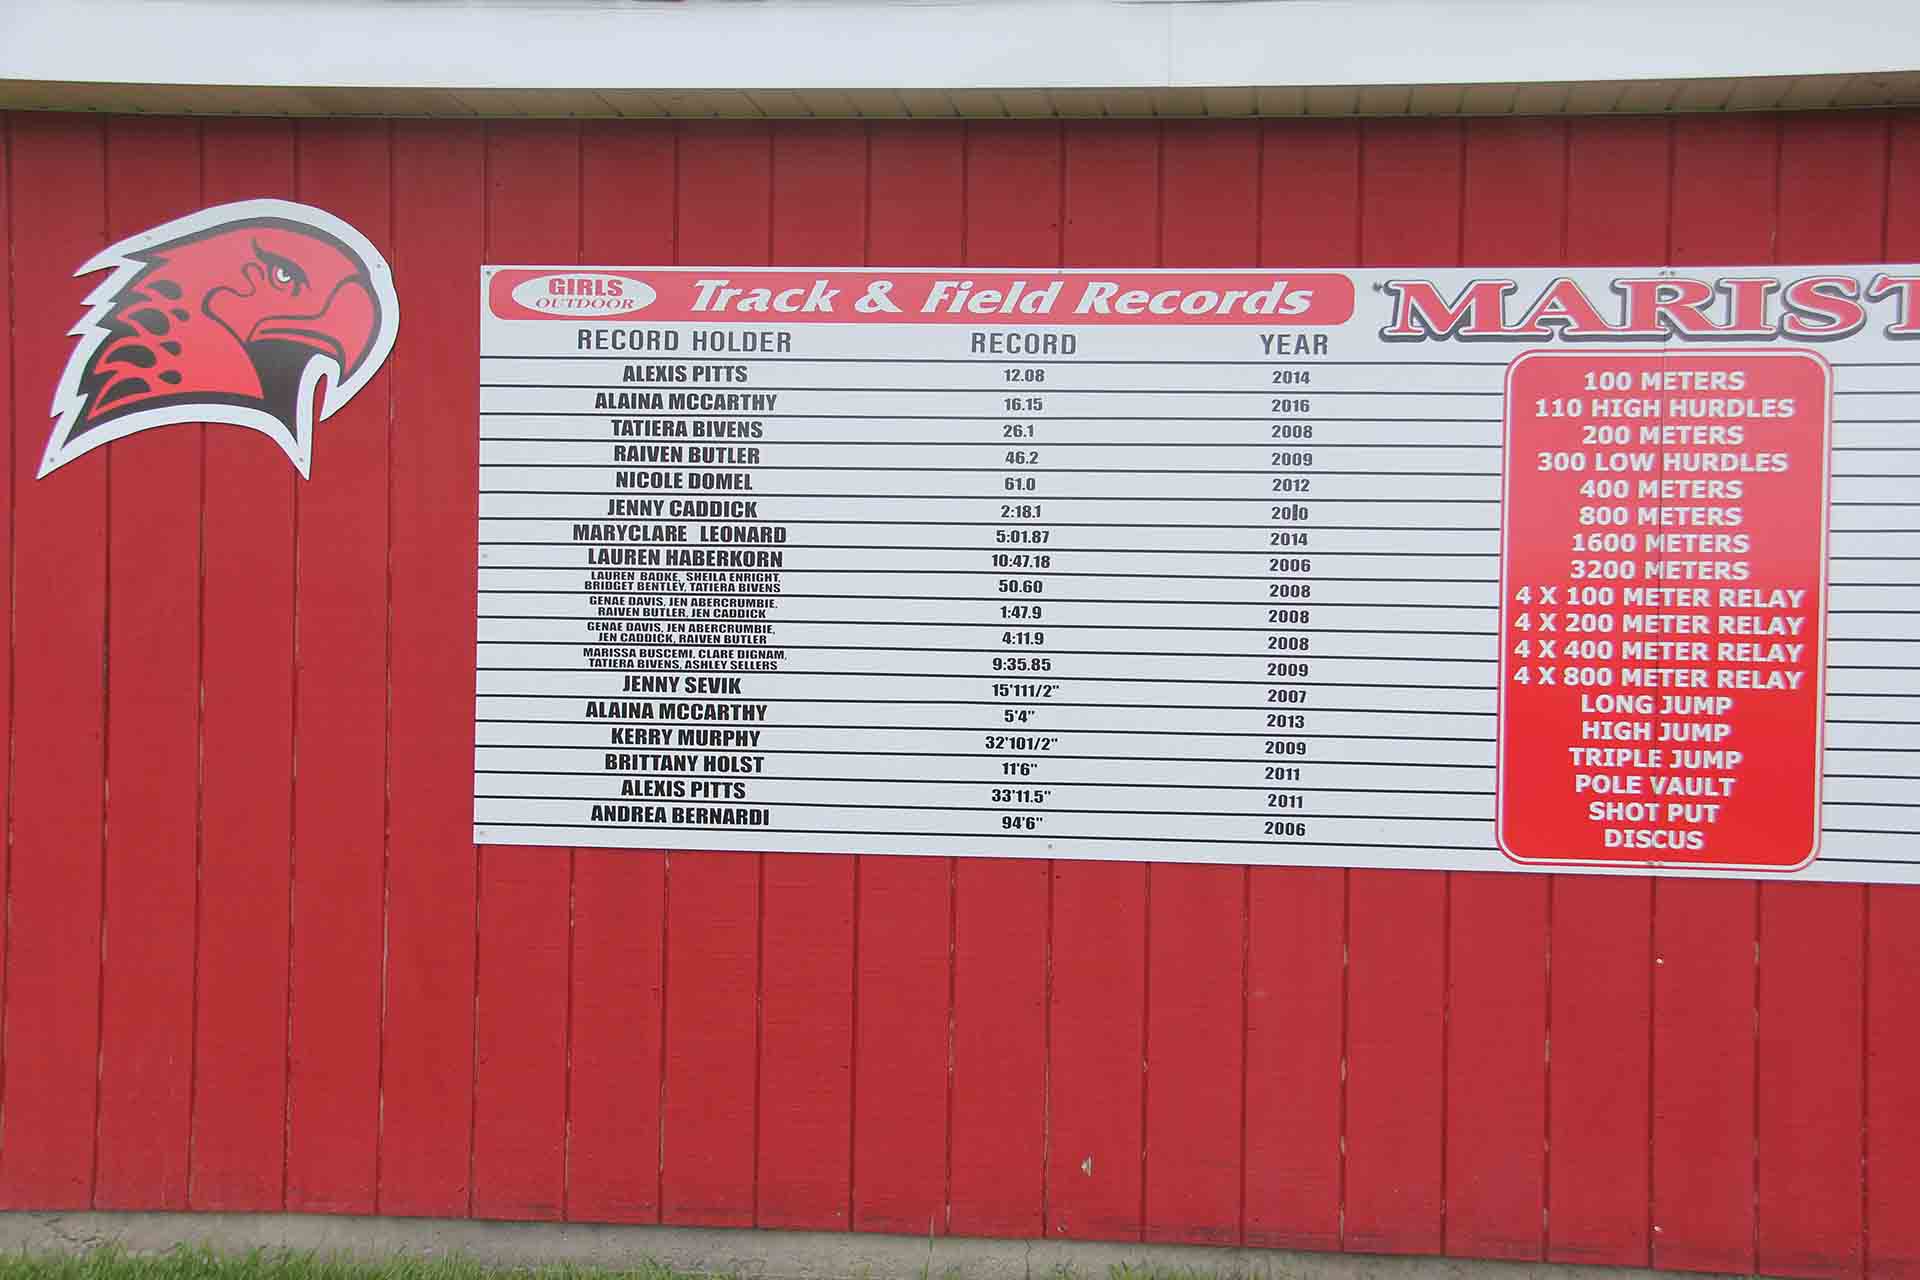 GIRLS
OUTDOOR
Track & Field Records
MARIST
RECORD HOLDER RECORD YEAR
ALEXIS PITTS 12.08 2014 100 METERS
ALAINA MCCARTHY 16.15 2016 110 HIGH HURDLES
TATIERA BIVENS 26.1 2008 200 METERS
RAIVEN BUTLER 46.2 2009 300 LOW HURDLES
NICOLE DOMEL 61.0 2012 400 METERS
JENNY CADDICK 2:18.1 2010 800 METERS
MARYCLARE LEONARD 5:01.87 2014 1600 METERS
LAUREN HABERKORN 10:47.18 2006 3200 METERS
LAUREN BADKE, SHEILA ENRIGHT,
BRIDGET BENTLEY, TATIERA BIVENS 50.60 2008 4 X 100 METER RELAY
GENAE DAVIS, JEN ABERCRUMBIE,
RAIVEN BUTLER, JEN CADDICK 1:47.9 2008 4 X 200 METER RELAY
GENAE DAVIS, JEN ABERCRUMBIE,
JEN CADDICK, RAIVEN BUTLER 4:11.9 2008 4 X 400 METER RELAY
MARISSA BUSCEMI, CLARE DIGNAM,
TATIERA BIVENS, ASHLEY SELLERS 9:35.85 2009 4 X 800 METER RELAY
JENNY SEVIK 15'111/2" 2007 LONG JUMP
ALAINA MCCARTHY 5'4" 2013 HIGH JUMP
KERRY MURPHY 32'101/2" 2009 TRIPLE JUMP
BRITTANY HOLST 11'6" 2011 POLE VAULT
ALEXIS PITTS 33'11.5" 2011 SHOT PUT
ANDREA BERNARDI 94'6" 2006 DISCUS